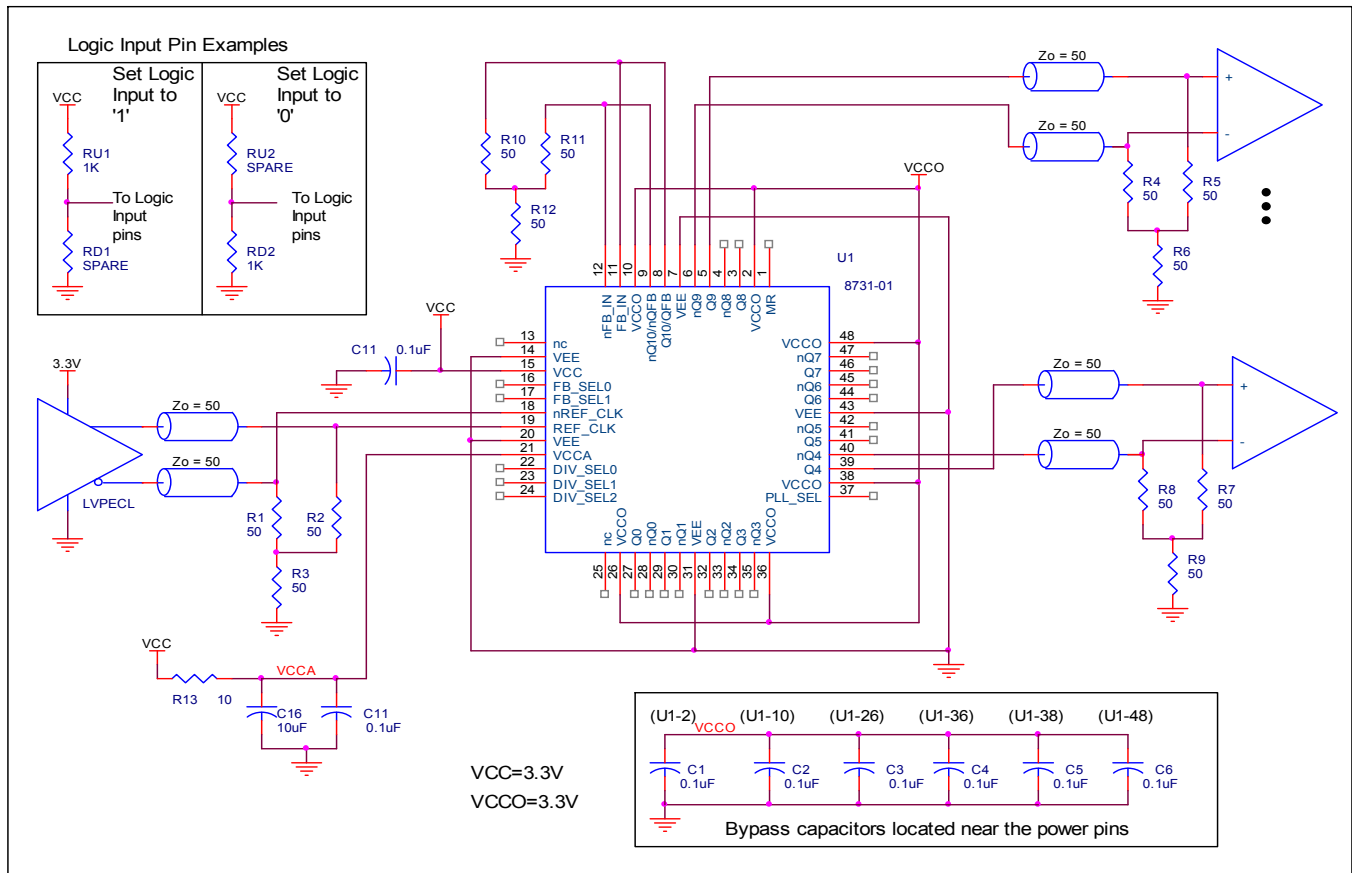 Logic Input Pin Examples
Set Logic
Input to
'1'
VCC
RU1
1K
To Logic
Input
pins
RD1
SPARE
Set Logic
Input to
'0'
VCC
RU2
SPARE
To Logic
Input
pins
RD2
1K
R10
50
R11
50
R12
50
Zo = 50
Zo = 50
+
-
R4
50
R5
50
R6
50
VCCO
U1
8731-01
12
11
10
9
8
7
6
5
4
3
2
1
nFB_IN
FB_IN
VCCO
nQ10/nQFB
Q10/QFB
VEE
nQ9
Q9
nQ8
Q8
VCCO
MR
VCC
C11
0.1uF
13 nc
14 VEE
15 VCC
16 FB_SEL0
17 FB_SEL1
18 nREF_CLK
19 REF_CLK
20 VEE
21 VCCA
22 DIV_SEL0
23 DIV_SEL1
24 DIV_SEL2
VCCO 48
nQ7 47
Q7 46
nQ6 45
Q6 44
VEE 43
nQ5 42
Q5 41
nQ4 40
Q4 39
VCCO 38
PLL_SEL 37
nc
VCCO
Q0
nQ0
Q1
nQ1
VEE
Q2
nQ2
Q3
nQ3
VCCO
25
26
27
28
29
30
31
32
33
34
35
36
3.3V
Zo = 50
Zo = 50
LVPECL
R1
50
R2
50
R3
50
Zo = 50
Zo = 50
+
-
R8
50
R7
50
R9
50
VCC
VCCA
R13 10
C16
10uF
C11
0.1uF
VCC=3.3V
VCCO=3.3V
(U1-2) (U1-10) (U1-26) (U1-36) (U1-38) (U1-48)
VCCO
C1
0.1uF
C2
0.1uF
C3
0.1uF
C4
0.1uF
C5
0.1uF
C6
0.1uF
Bypass capacitors located near the power pins